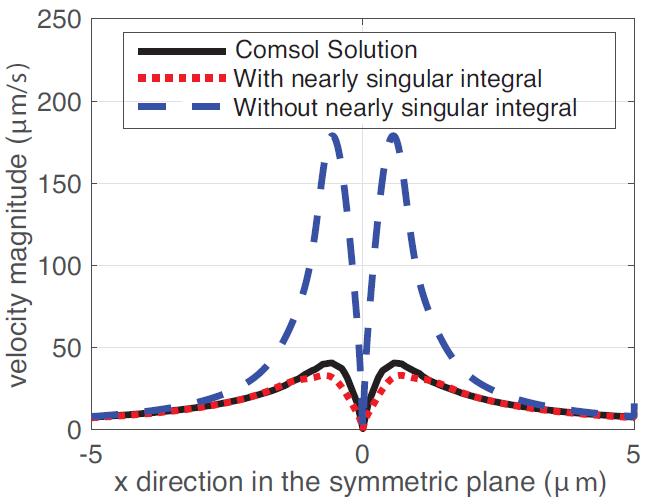 250
200
150
100
50
0
velocity magnitude (μm/s)
Comsol Solution
With nearly singular integral
Without nearly singular integral
-5
0
5
x direction in the symmetric plane (μ m)